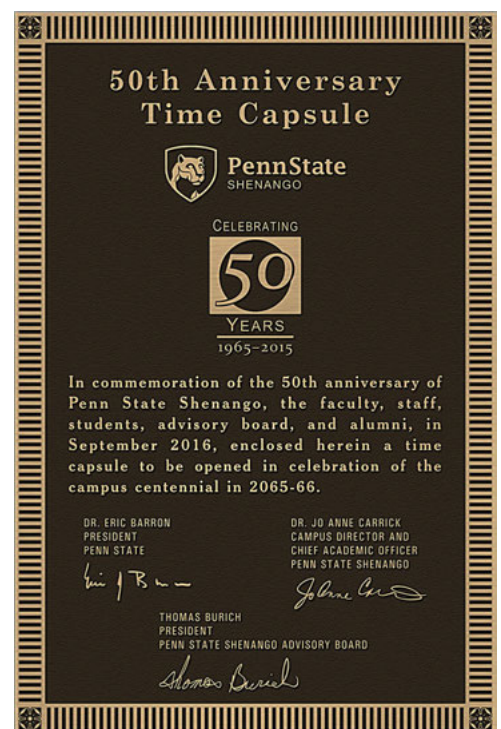 50th Anniversary
Time Capsule
PennState
SHENANGO
CELEBRATING
50
YEARS
1965–2015
In commemoration of the 50th anniversary of
Penn State Shenango, the faculty, staff,
students, advisory board, and alumni, in
September 2016, enclosed herein a time
capsule to be opened in celebration of the
campus centennial in 2065-66.
DR. ERIC BARRON
PRESIDENT
PENN STATE
DR. JO ANNE CARRICK
CAMPUS DIRECTOR AND
CHIEF ACADEMIC OFFICER
PENN STATE SHENANGO
THOMAS BURICH
PRESIDENT
PENN STATE SHENANGO ADVISORY BOARD
Thomas Burich